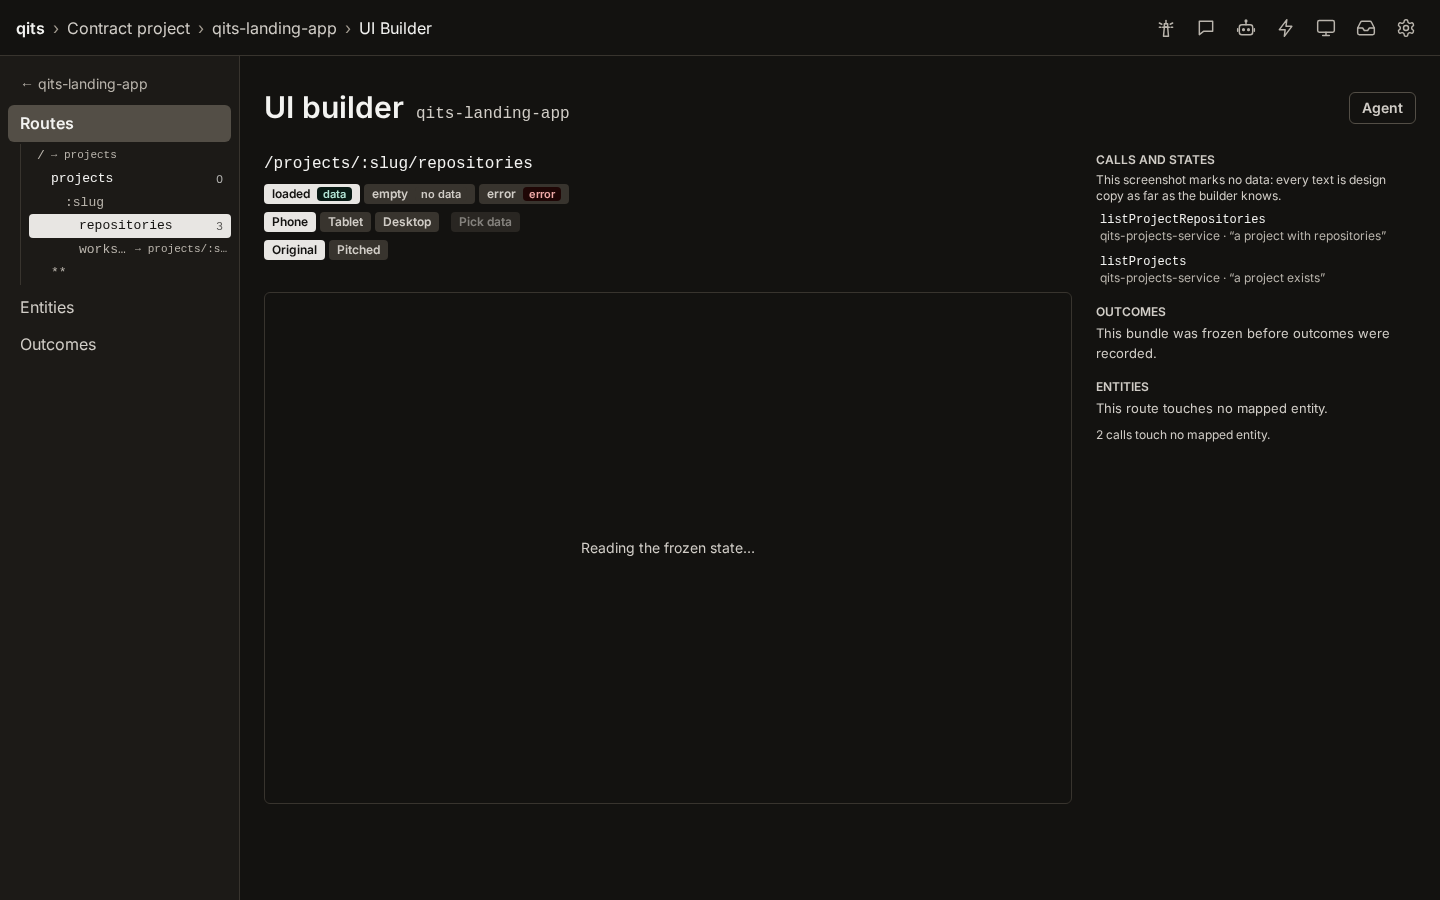 qits › Contract project › qits-landing-app › UI Builder
← qits-landing-app
Routes
/ → projects
projects 0
:slug
repositories 3
works… → projects/:s…
**
Entities
Outcomes
UI builder qits-landing-app
Agent
/projects/:slug/repositories
loaded data empty no data error error
Phone Tablet Desktop Pick data
Original Pitched
Reading the frozen state...
CALLS AND STATES
This screenshot marks no data: every text is design
copy as far as the builder knows.
listProjectRepositories
qits-projects-service · “a project with repositories”
listProjects
qits-projects-service · “a project exists”
OUTCOMES
This bundle was frozen before outcomes were
recorded.
ENTITIES
This route touches no mapped entity.
2 calls touch no mapped entity.